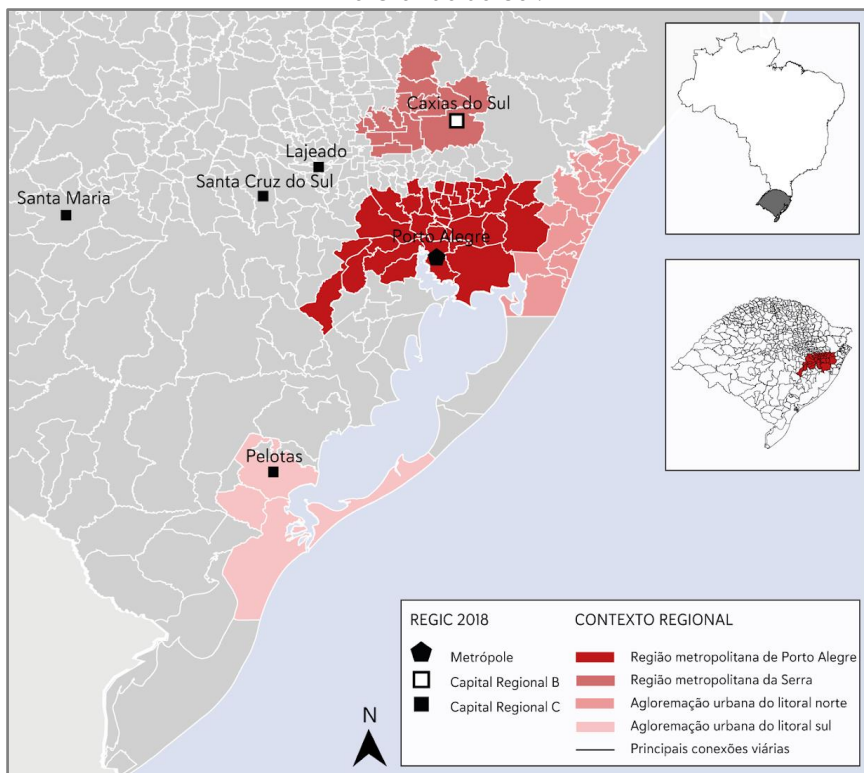 Caxias do Sul
Lajeado
Santa Cruz do Sul
Santa Maria
Porto Alegre
Pelotas
N
REGIC 2018
Metrópole
Capital Regional B
Capital Regional C
CONTEXTO REGIONAL
Região metropolitana de Porto Alegre
Região metropolitana da Serra
Agloremação urbana do litoral norte
Agloremação urbana do litoral sul
Principais conexões viárias